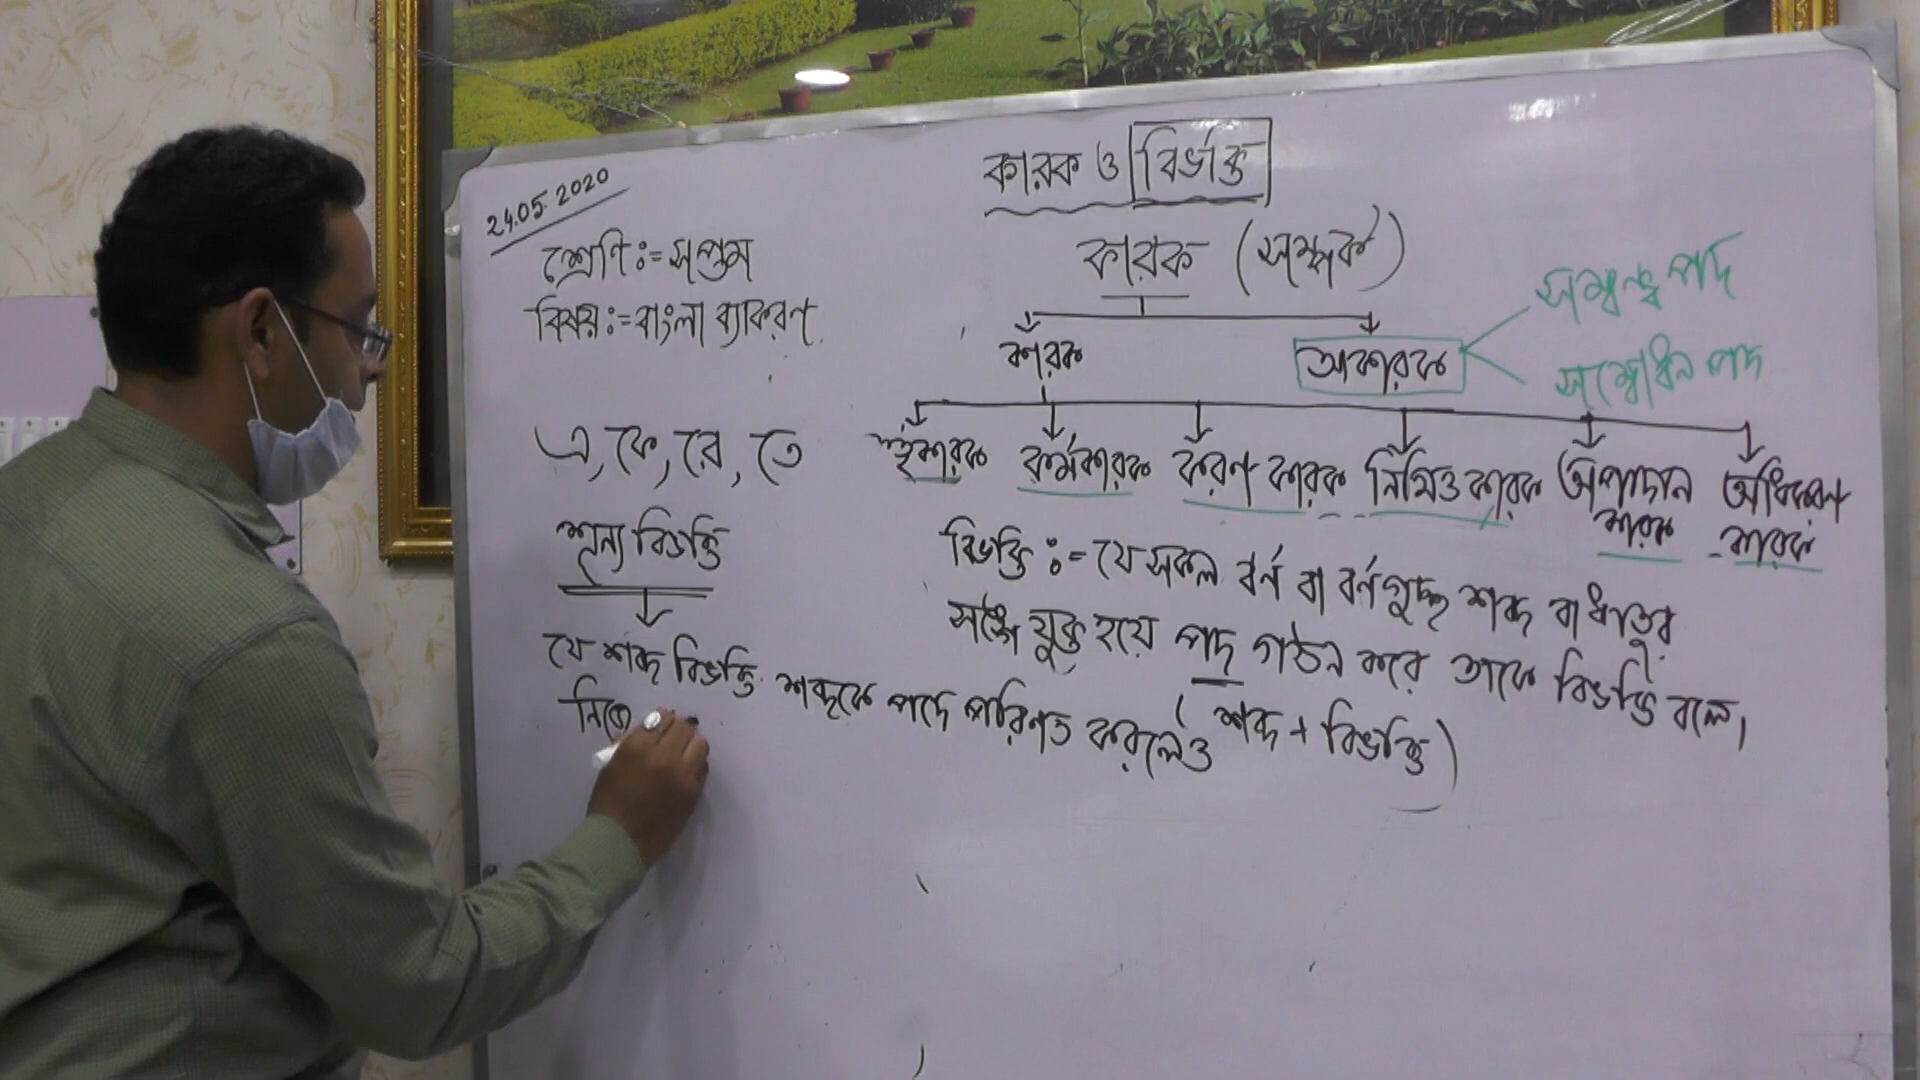 কারক ও বিভক্তি
24.05.2020
শ্রেণি :- সপ্তম
বিষয় :- বাংলা ব্যাকরণ
কারক (সম্পর্ক)
কারক
অকারক
সম্বন্ধ পদ
সম্বোধন পদ
কর্মকারক
করণ কারক
নিমিত্ত কারক
অপাদান কারক
অধিকরণ কারক
এ, কে, রে, তে
শূন্য বিভক্তি
যে শব্দ বিভক্তি শব্দকে পদে পরিণত করলেও
বিভক্তি :- যে সকল বর্ণ বা বর্ণগুচ্ছ শব্দ বা ধাতুর
সঙ্গে যুক্ত হয়ে পদ গঠন করে তাকে বিভক্তি বলে।
(শব্দ + বিভক্তি)